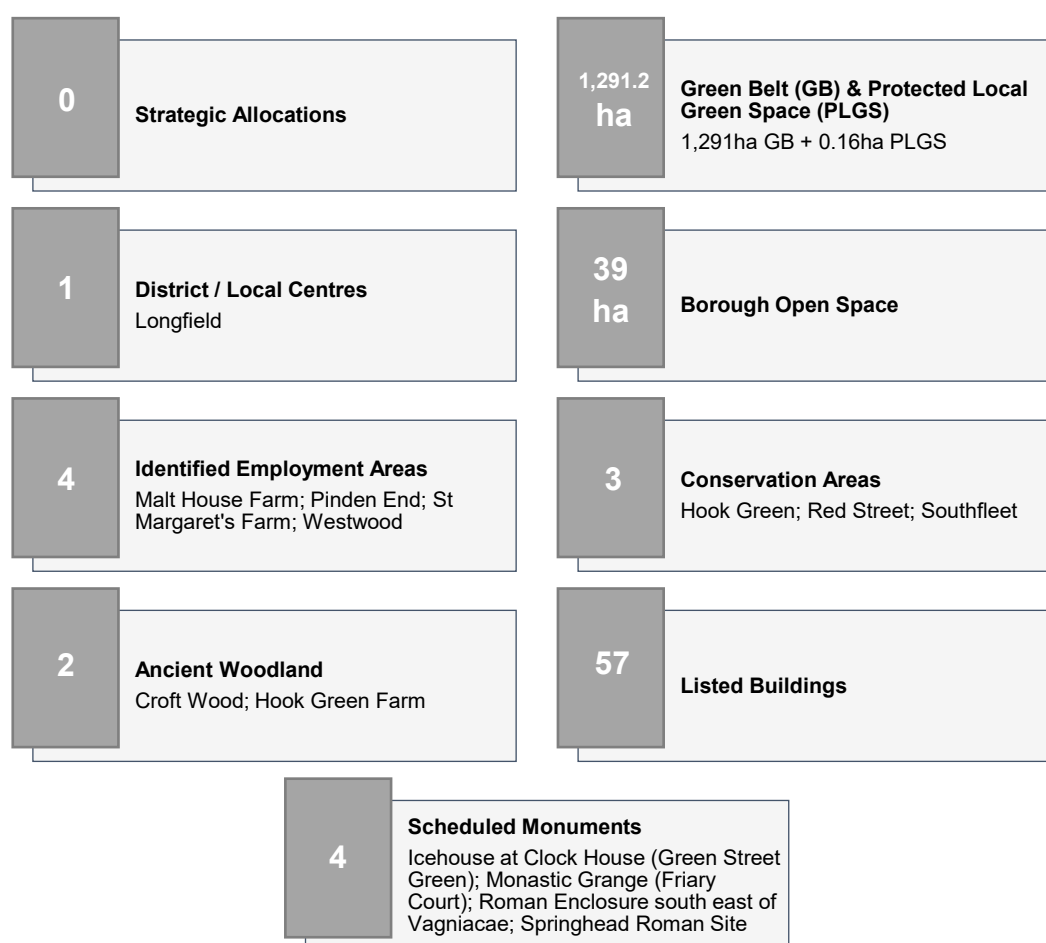 0
Strategic Allocations
1,291.2
ha
Green Belt (GB) & Protected Local
Green Space (PLGS)
1,291ha GB + 0.16ha PLGS
1
District / Local Centres
Longfield
39
ha
Borough Open Space
4
Identified Employment Areas
Malt House Farm; Pinden End; St
Margaret's Farm; Westwood
3
Conservation Areas
Hook Green; Red Street; Southfleet
2
Ancient Woodland
Croft Wood; Hook Green Farm
57
Listed Buildings
4
Scheduled Monuments
Icehouse at Clock House (Green Street
Green); Monastic Grange (Friary
Court); Roman Enclosure south east of
Vagniacae; Springhead Roman Site